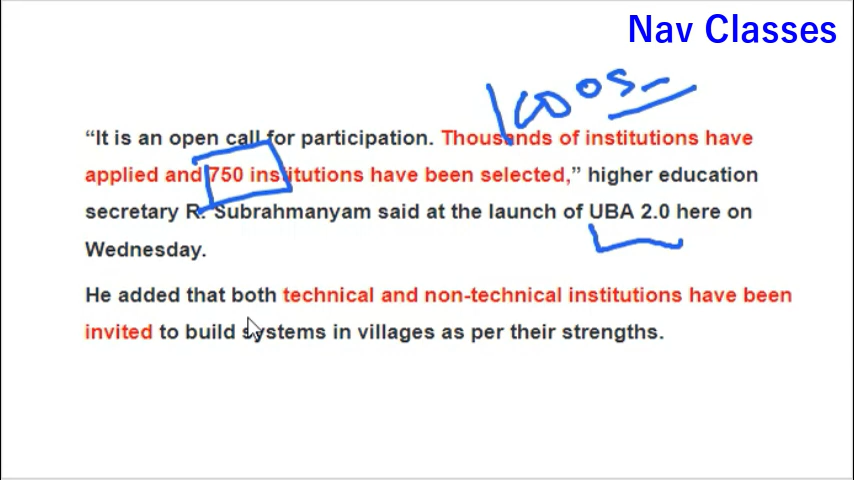 Nav Classes
1000s
“It is an open call for participation. Thousands of institutions have
applied and 750 institutions have been selected,” higher education
secretary R. Subrahmanyam said at the launch of UBA 2.0 here on
Wednesday.
He added that both technical and non-technical institutions have been
invited to build systems in villages as per their strengths.